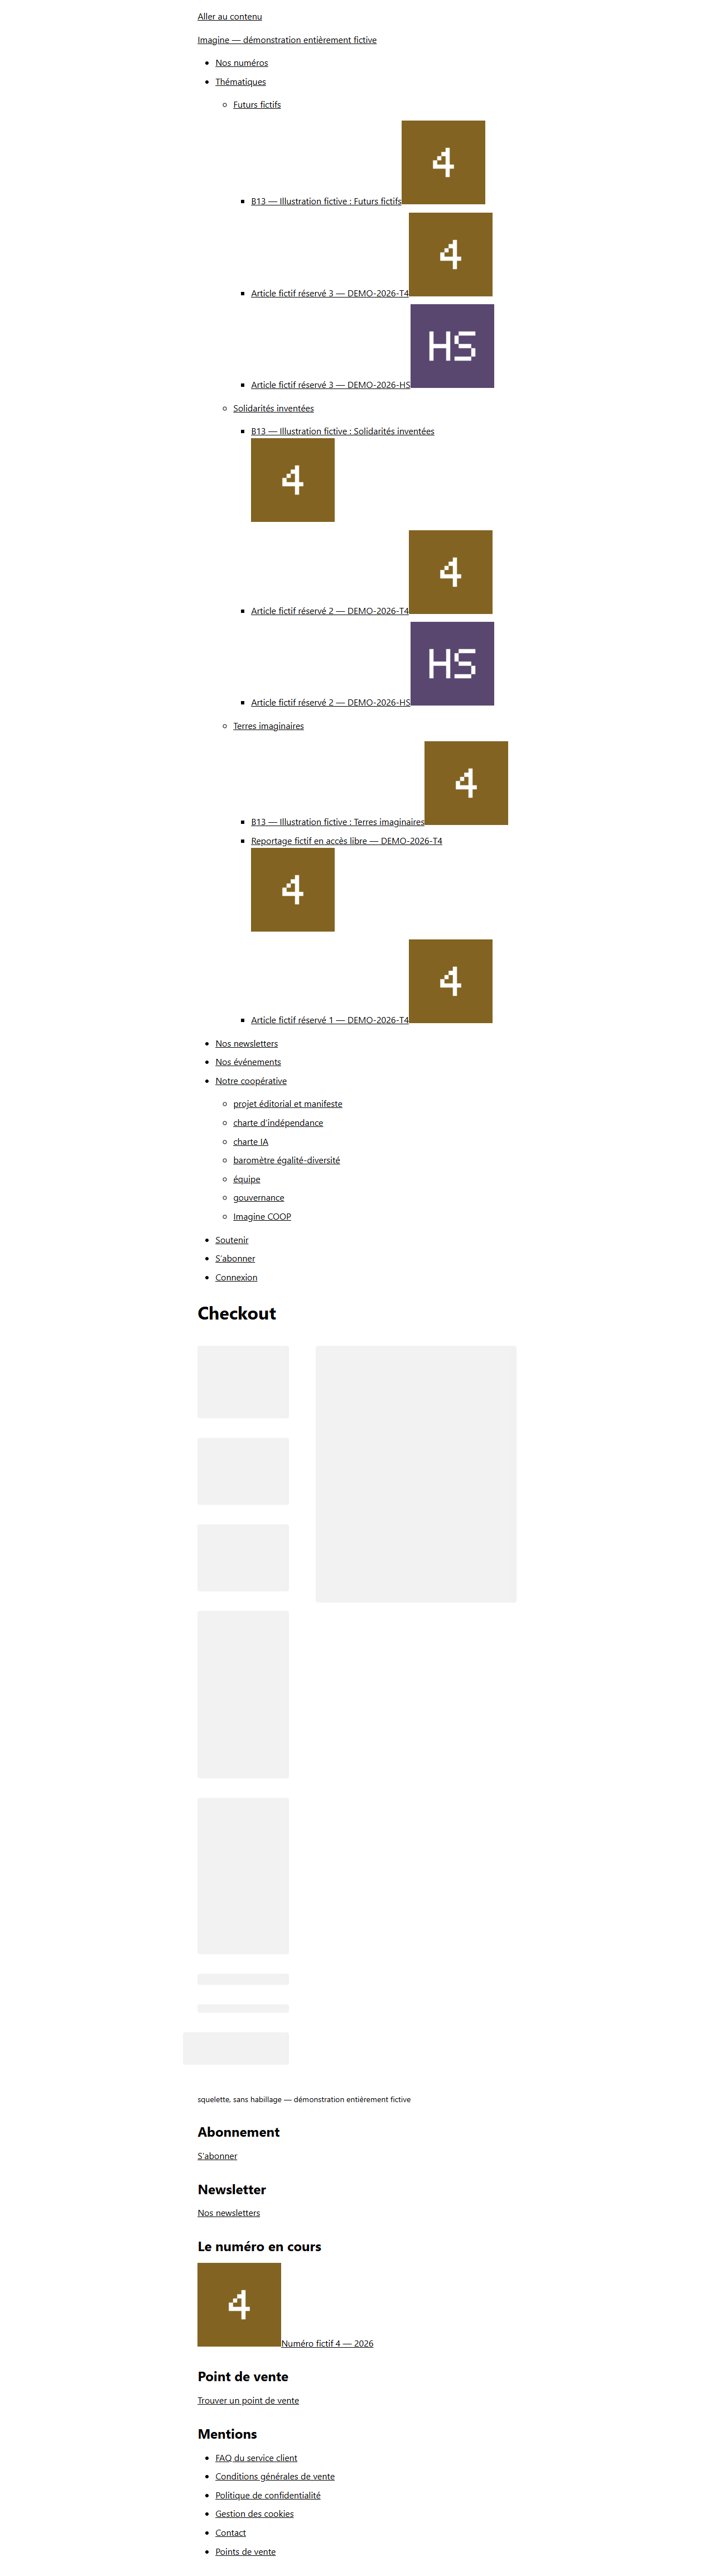 Aller au contenu
Imagine — démonstration entièrement fictive
Nos numéros
Thématiques
Futurs fictifs
4
B13 — Illustration fictive : Futurs fictifs
4
Article fictif réservé 3 — DEMO-2026-T4
HS
Article fictif réservé 3 — DEMO-2026-HS
Solidarités inventées
B13 — Illustration fictive : Solidarités inventées
4
4
Article fictif réservé 2 — DEMO-2026-T4
HS
Article fictif réservé 2 — DEMO-2026-HS
Terres imaginaires
4
B13 — Illustration fictive : Terres imaginaires
Reportage fictif en accès libre — DEMO-2026-T4
4
4
Article fictif réservé 1 — DEMO-2026-T4
Nos newsletters
Nos événements
Notre coopérative
projet éditorial et manifeste
charte d'indépendance
charte IA
baromètre égalité-diversité
équipe
gouvernance
Imagine COOP
Soutenir
S'abonner
Connexion
Checkout
squelette, sans habillage — démonstration entièrement fictive
Abonnement
S'abonner
Newsletter
Nos newsletters
Le numéro en cours
4
Numéro fictif 4 — 2026
Point de vente
Trouver un point de vente
Mentions
FAQ du service client
Conditions générales de vente
Politique de confidentialité
Gestion des cookies
Contact
Points de vente